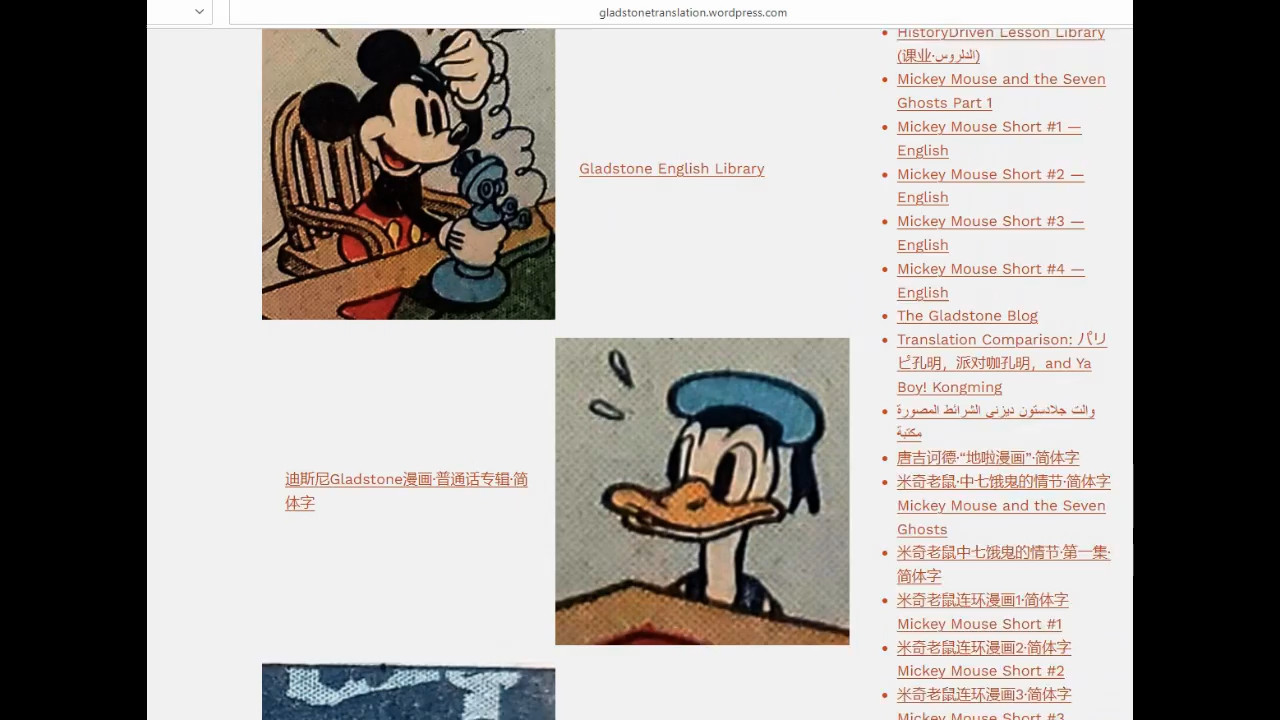 gladstonetranslation.wordpress.com
Gladstone English Library
迪斯尼Gladstone漫画·普通话专辑·简
体字
HistoryDriven Lesson Library
(课业·الدلروس)
Mickey Mouse and the Seven
Ghosts Part 1
Mickey Mouse Short #1 —
English
Mickey Mouse Short #2 —
English
Mickey Mouse Short #3 —
English
Mickey Mouse Short #4 —
English
The Gladstone Blog
Translation Comparison: パリ
ピ孔明，派对咖孔明，and Ya
Boy! Kongming
والت جلادستون ديزني الشرائط المصورة
مكتبة
唐吉诃德·“地啦漫画”·简体字
米奇老鼠·中七饿鬼的情节·简体字
Mickey Mouse and the Seven
Ghosts
米奇老鼠中七饿鬼的情节·第一集·
简体字
米奇老鼠连环漫画1·简体字
Mickey Mouse Short #1
米奇老鼠连环漫画2·简体字
Mickey Mouse Short #2
米奇老鼠连环漫画3·简体字
Mickey Mouse Short #3